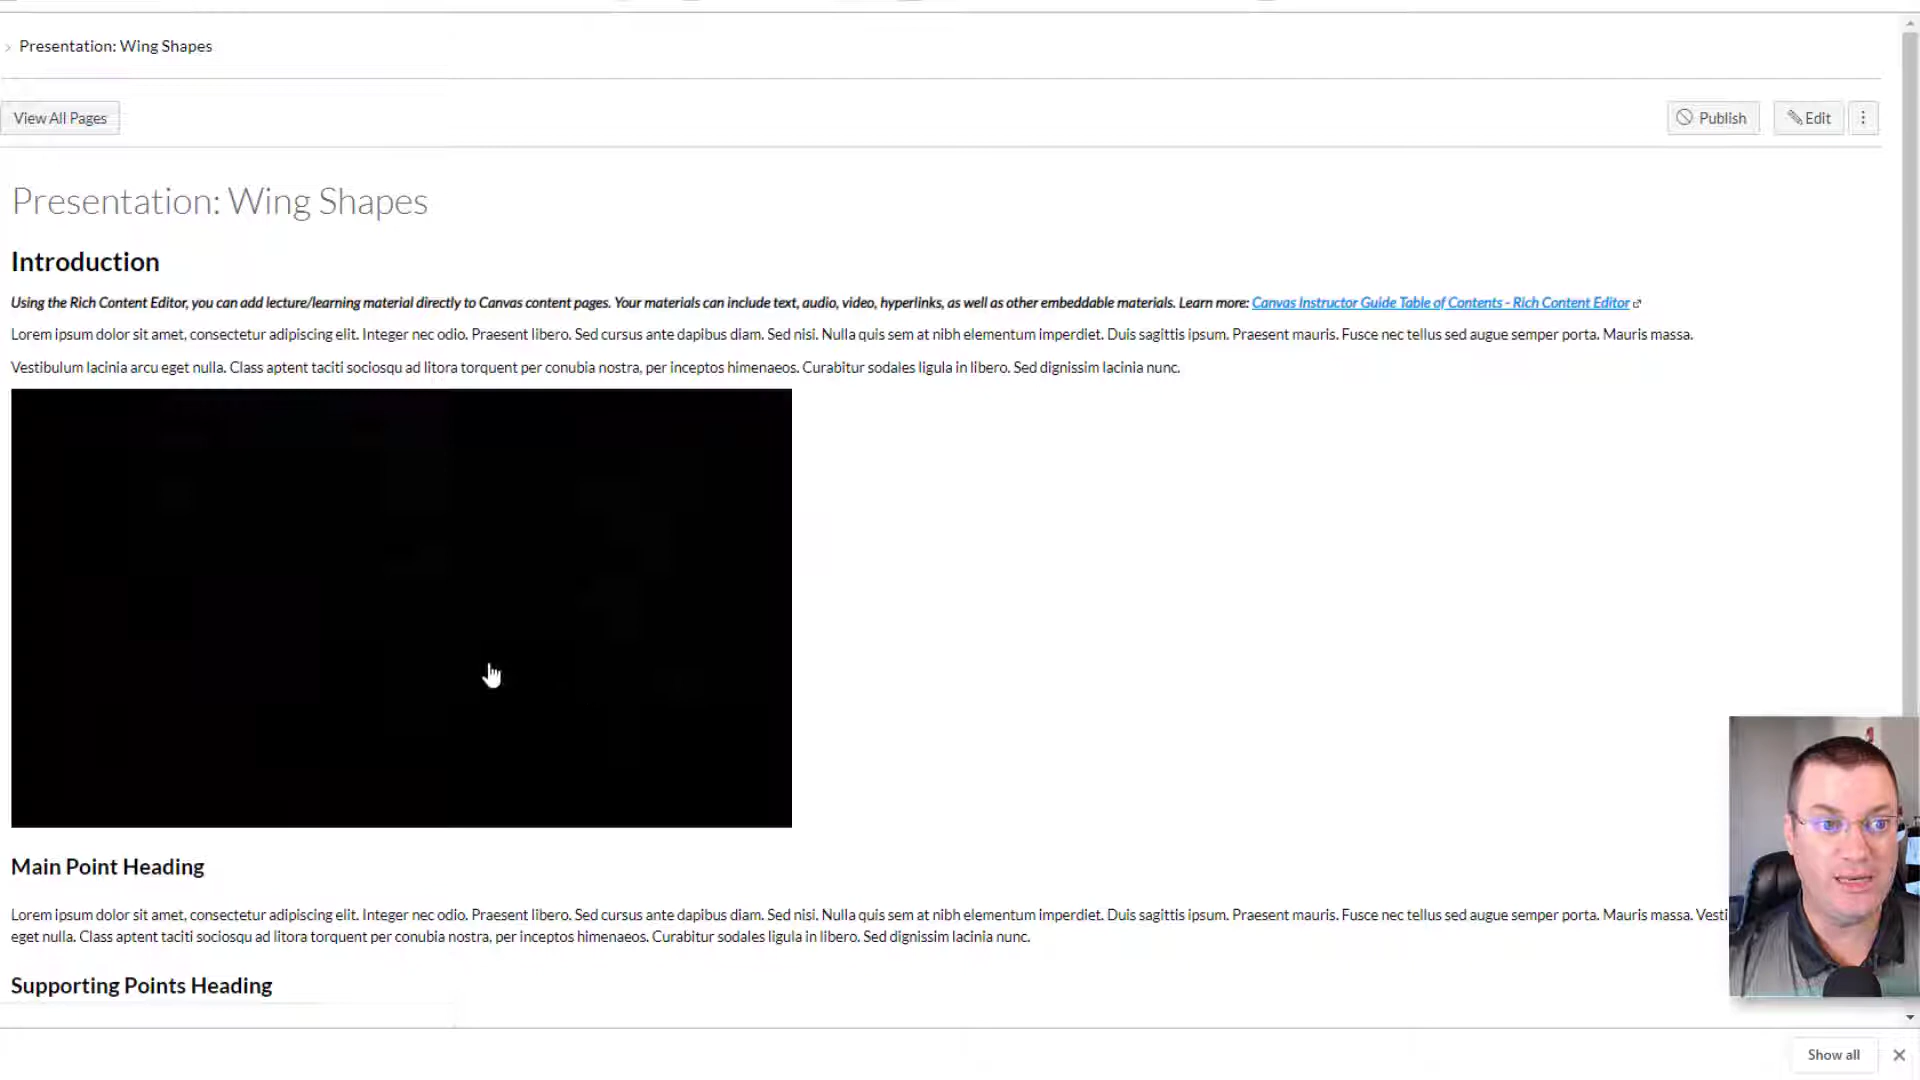 Presentation: Wing Shapes
View All Pages
Publish
Edit
Presentation: Wing Shapes
Introduction
Using the Rich Content Editor, you can add lecture/learning material directly to Canvas content pages. Your materials can include text, audio, video, hyperlinks, as well as other embeddable materials. Learn more: Canvas Instructor Guide Table of Contents - Rich Content Editor
Lorem ipsum dolor sit amet, consectetur adipiscing elit. Integer nec odio. Praesent libero. Sed cursus ante dapibus diam. Sed nisi. Nulla quis sem at nibh elementum imperdiet. Duis sagittis ipsum. Praesent mauris. Fusce nec tellus sed augue semper porta. Mauris massa.
Vestibulum lacinia arcu eget nulla. Class aptent taciti sociosqu ad litora torquent per conubia nostra, per inceptos himenaeos. Curabitur sodales ligula in libero. Sed dignissim lacinia nunc.
Main Point Heading
Lorem ipsum dolor sit amet, consectetur adipiscing elit. Integer nec odio. Praesent libero. Sed cursus ante dapibus diam. Sed nisi. Nulla quis sem at nibh elementum imperdiet. Duis sagittis ipsum. Praesent mauris. Fusce nec tellus sed augue semper porta. Mauris massa. Vesti
eget nulla. Class aptent taciti sociosqu ad litora torquent per conubia nostra, per inceptos himenaeos. Curabitur sodales ligula in libero. Sed dignissim lacinia nunc.
Supporting Points Heading
Show all